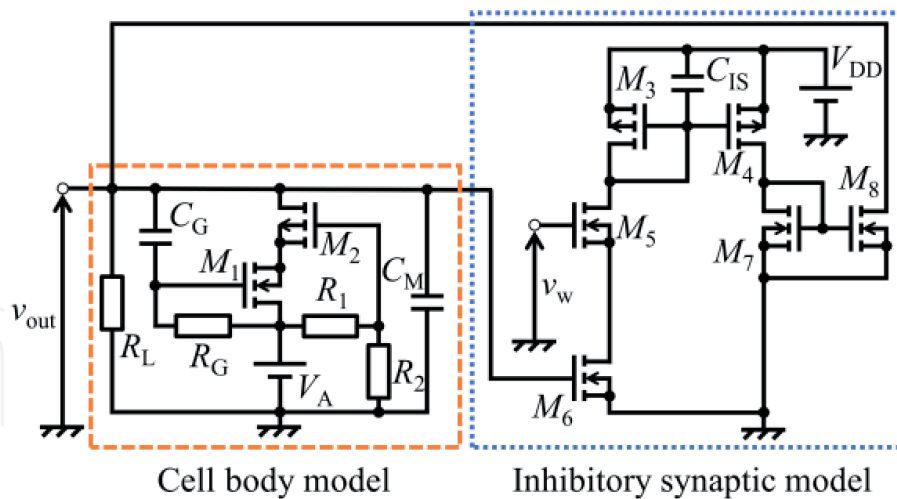 M3
CIS
VDD
M4
M8
CG
M2
M5
M7
M1
CM
R1
vw
vout
RL
RG
R2
VA
M6
Cell body model
Inhibitory synaptic model